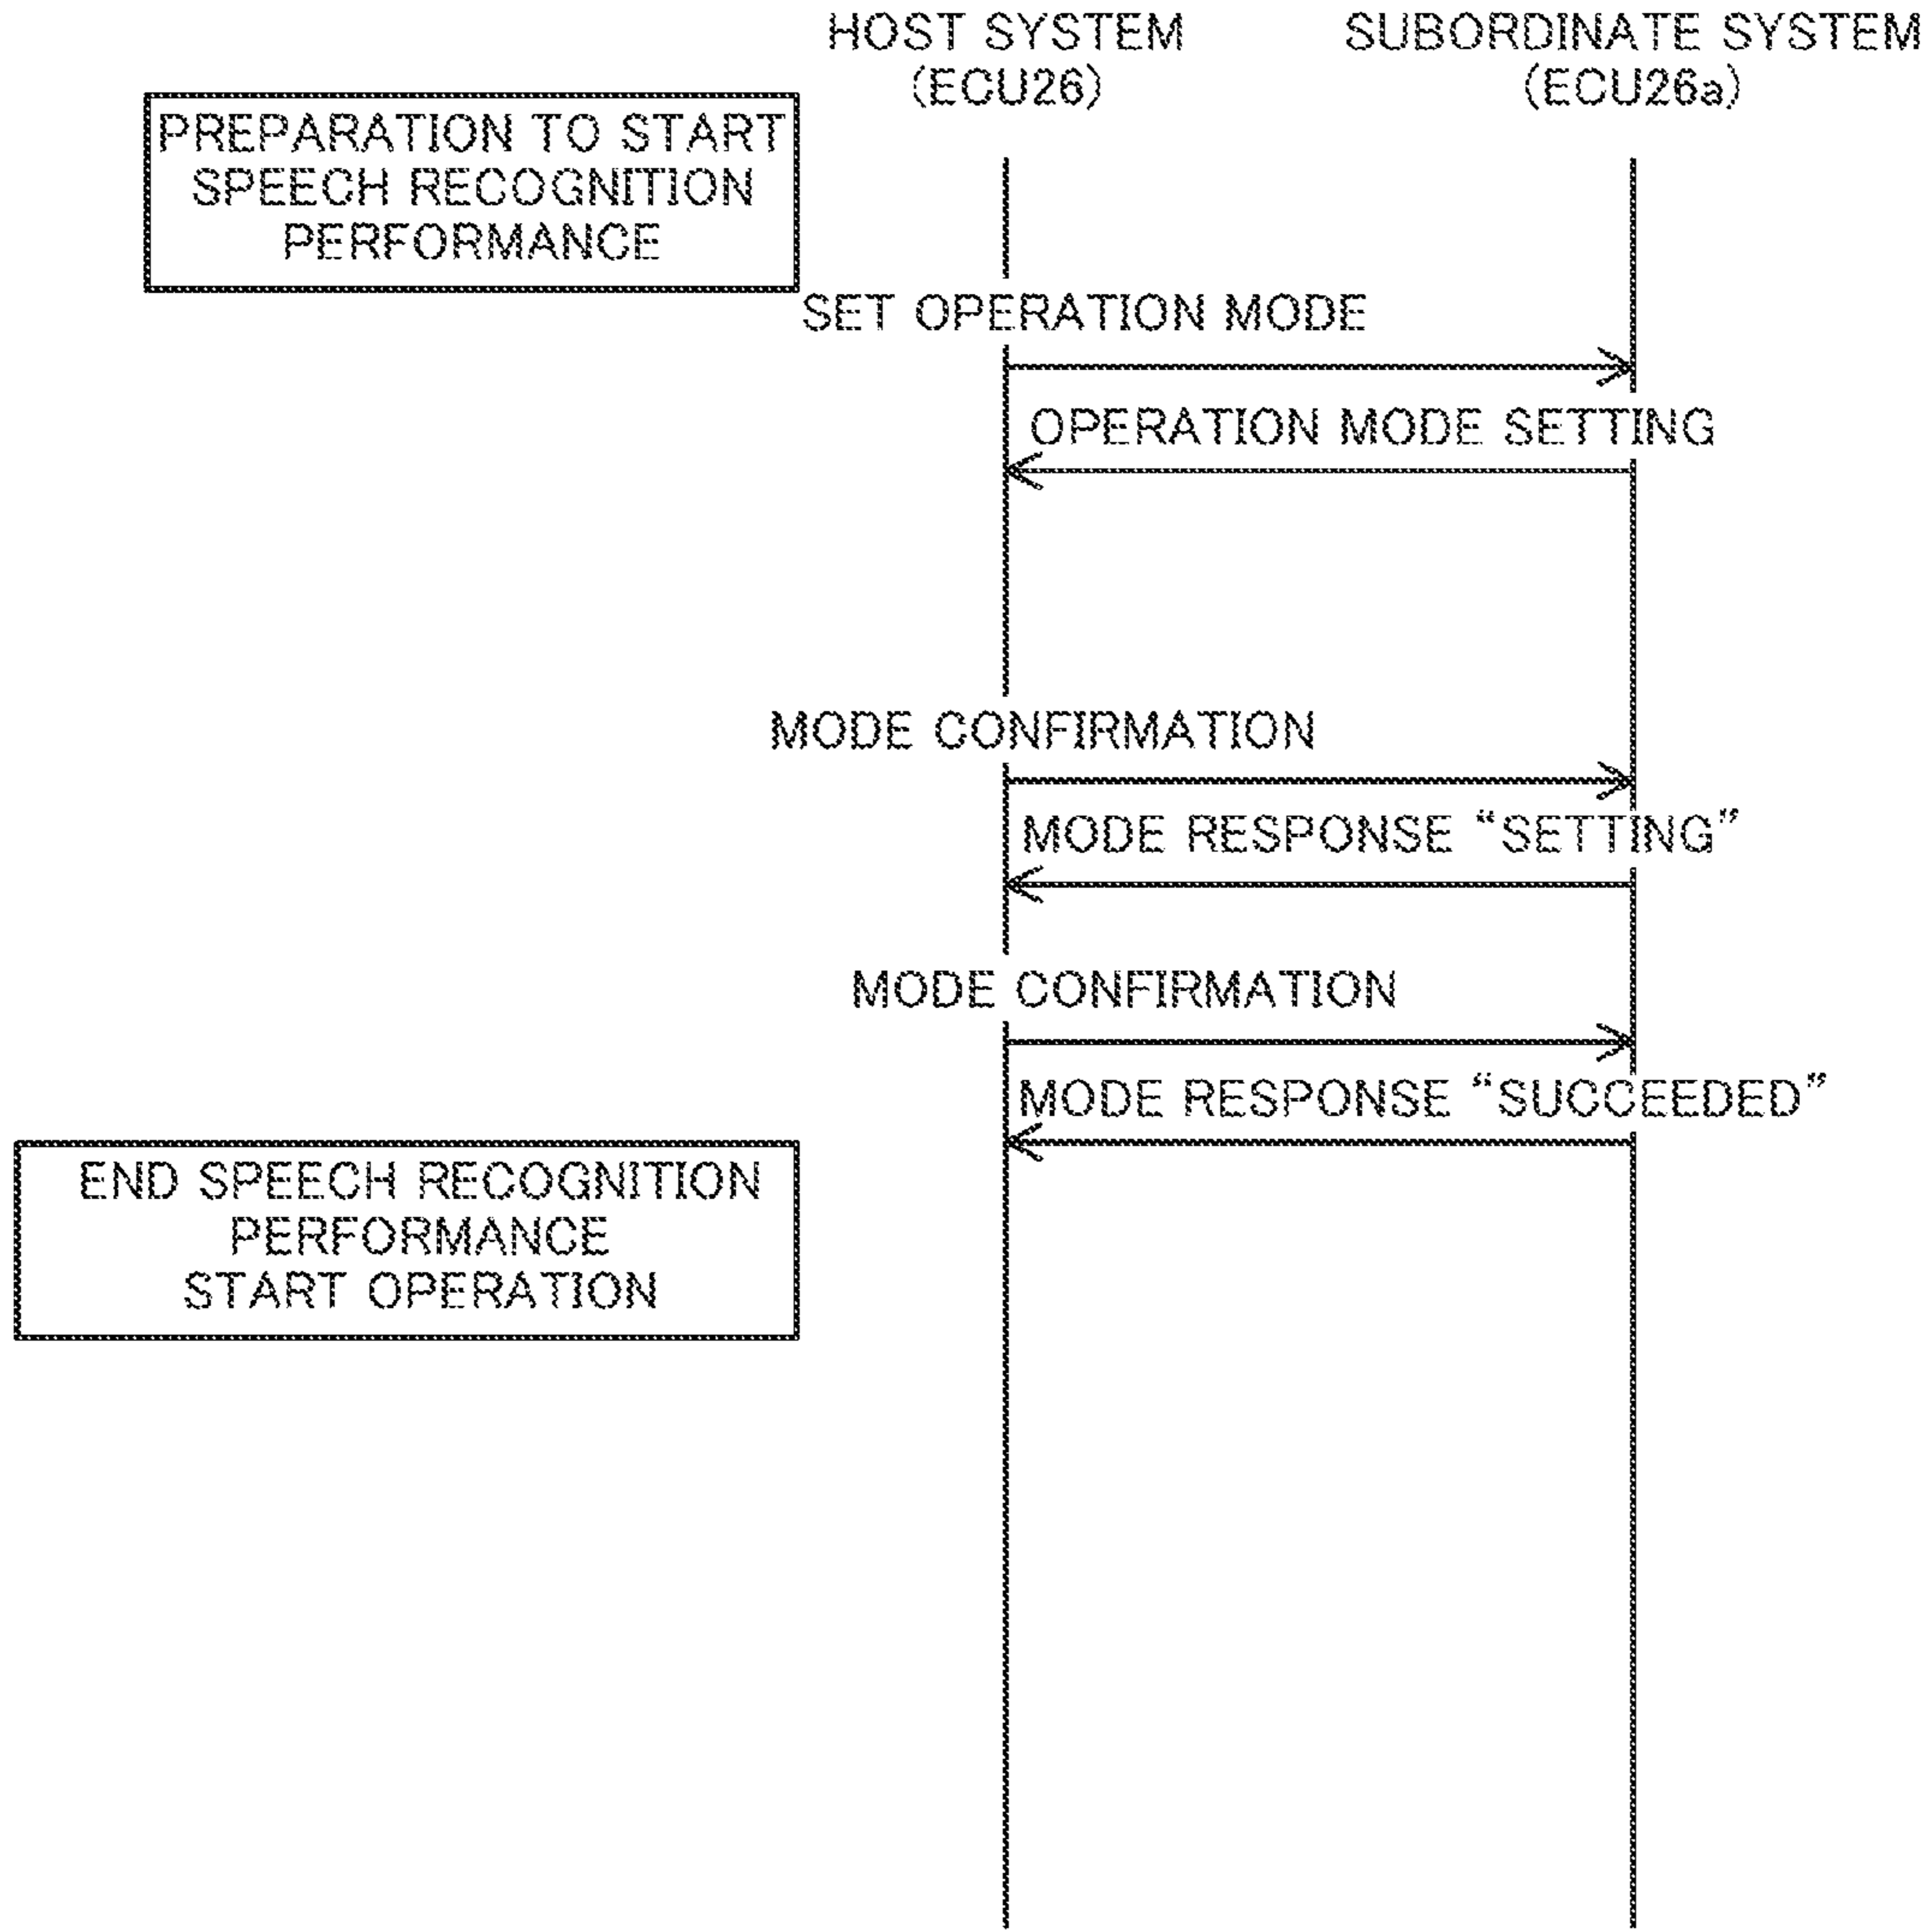 HOST SYSTEM
(ECU26)
SUBORDINATE SYSTEM
(ECU26a)
PREPARATION TO START
SPEECH RECOGNITION
PERFORMANCE
SET OPERATION MODE
OPERATION MODE SETTING
MODE CONFIRMATION
MODE RESPONSE “SETTING”
MODE CONFIRMATION
MODE RESPONSE “SUCCEEDED”
END SPEECH RECOGNITION
PERFORMANCE
START OPERATION